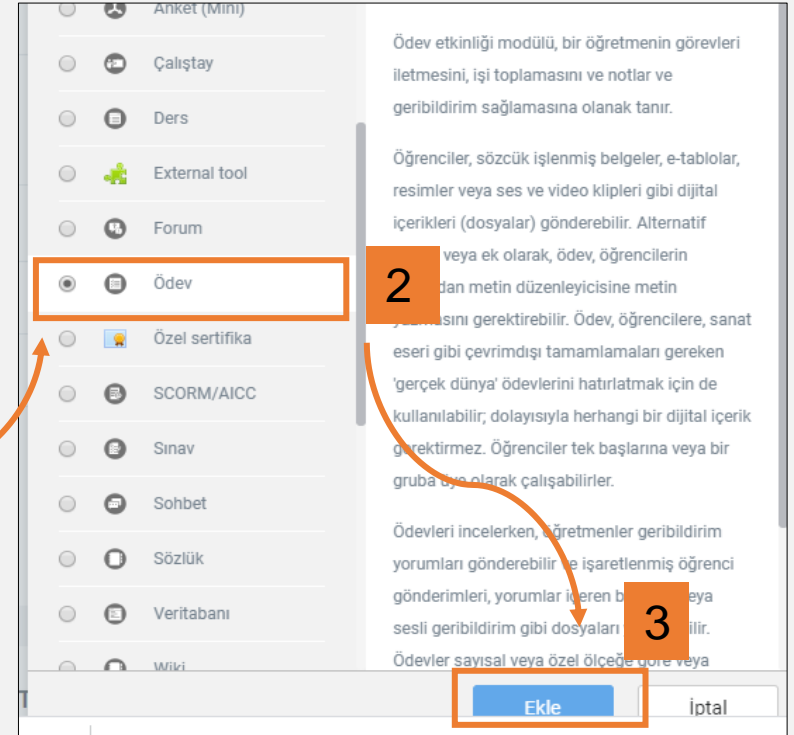 Anket (Mini)
Çalıştay
Ders
External tool
Forum
Ödev
Özel sertifika
SCORM/AICC
Sınav
Sohbet
Sözlük
Veritabanı
Wiki
Ödev etkinliği modülü, bir öğretmenin görevleri
iletmesini, işi toplamasını ve notlar ve
geribildirim sağlamasına olanak tanır.
Öğrenciler, sözcük işlenmiş belgeler, e-tablolar,
resimler veya ses ve video klipleri gibi dijital
içerikleri (dosyalar) gönderebilir. Alternatif
veya ek olarak, ödev, öğrencilerin
metin düzenleyicisine metin
gerektirebilir. Ödev, öğrencilere, sanat
eseri gibi çevrimdışı tamamlamaları gereken
'gerçek dünya' ödevlerini hatırlatmak için de
kullanılabilir; dolayısıyla herhangi bir dijital içerik
gerektirmez. Öğrenciler tek başlarına veya bir
gruba üye olarak çalışabilirler.
Ödevleri incelerken, öğretmenler geribildirim
yorumları gönderebilir ve işaretlenmiş öğrenci
gönderimleri, yorumlar içeren
sesli geribildirim gibi dosyaları
Ödevler sayısal veya özel ölçeğe göre veya
2
3
Ekle
İptal